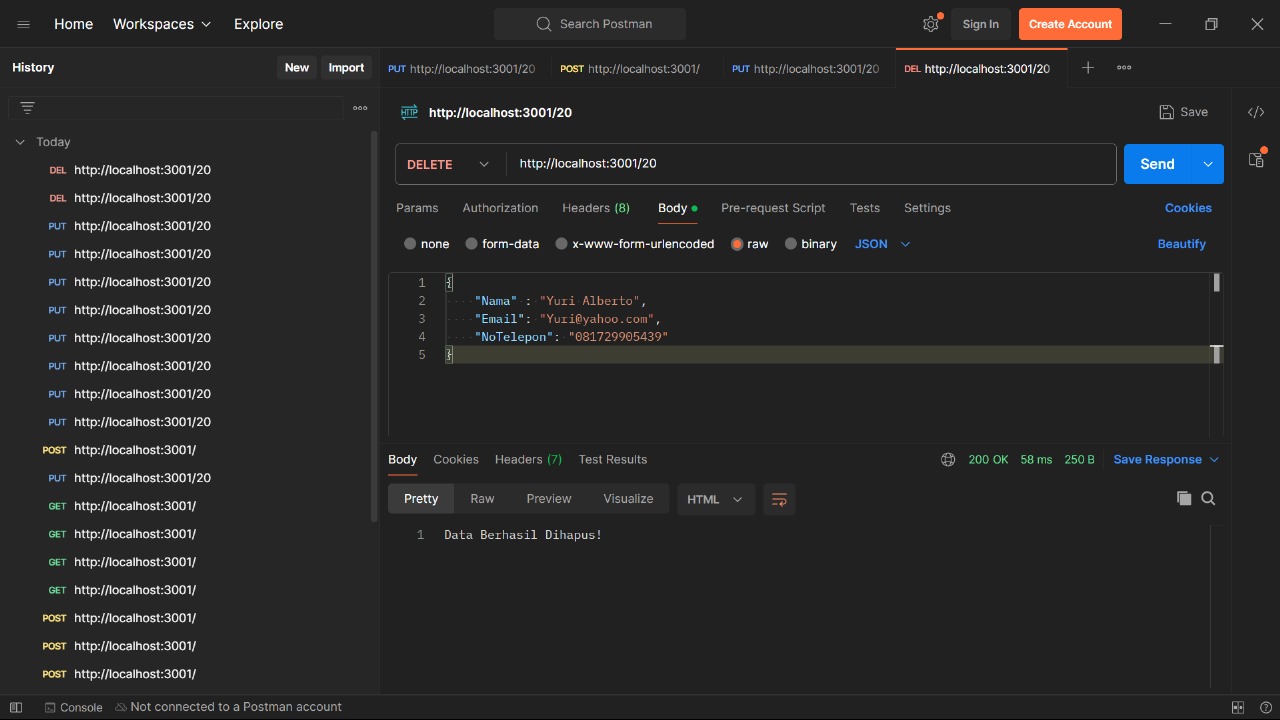 Home Workspaces Explore Search Postman Sign In Create Account
History New Import
PUT http://localhost:3001/20 POST http://localhost:3001/ PUT http://localhost:3001/20 DEL http://localhost:3001/20
HTTP http://localhost:3001/20 Save
Today
DEL http://localhost:3001/20
DEL http://localhost:3001/20
PUT http://localhost:3001/20
PUT http://localhost:3001/20
PUT http://localhost:3001/20
PUT http://localhost:3001/20
PUT http://localhost:3001/20
PUT http://localhost:3001/20
PUT http://localhost:3001/20
PUT http://localhost:3001/20
POST http://localhost:3001/
PUT http://localhost:3001/20
GET http://localhost:3001/
GET http://localhost:3001/
GET http://localhost:3001/
GET http://localhost:3001/
POST http://localhost:3001/
POST http://localhost:3001/
POST http://localhost:3001/
DELETE http://localhost:3001/20 Send
Params Authorization Headers (8) Body Pre-request Script Tests Settings Cookies
none form-data x-www-form-urlencoded raw binary JSON Beautify
1 {
2 "Nama" : "Yuri Alberto",
3 "Email": "Yuri@yahoo.com",
4 "NoTelepon": "081729905439"
5 }
Body Cookies Headers (7) Test Results 200 OK 58 ms 250 B Save Response
Pretty Raw Preview Visualize HTML
1 Data Berhasil Dihapus!
Console Not connected to a Postman account